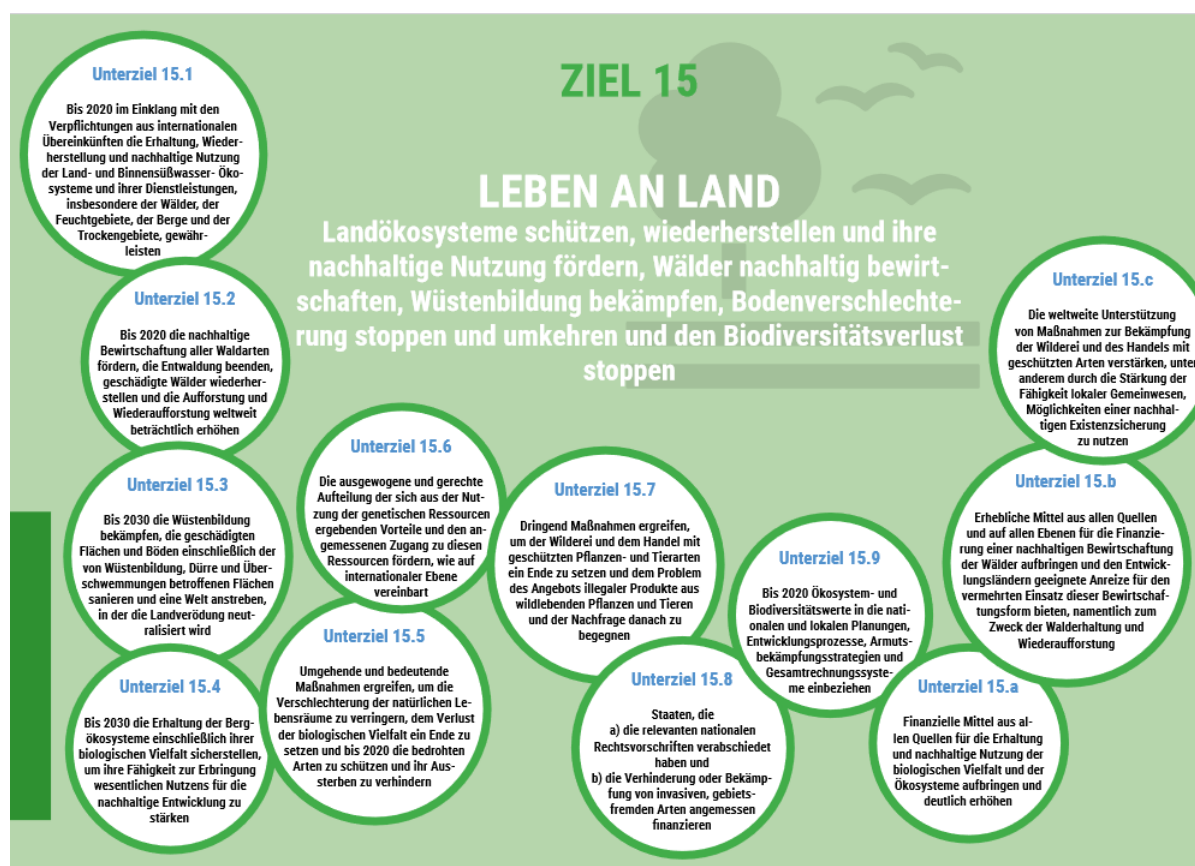 ZIEL 15
LEBEN AN LAND
Landökosysteme schützen, wiederherstellen und ihre
nachhaltige Nutzung fördern, Wälder nachhaltig bewirt-
schaften, Wüstenbildung bekämpfen, Bodenverschlechte-
rung stoppen und umkehren und den Biodiversitätsverlust
stoppen
Unterziel 15.1
Bis 2020 im Einklang mit den
Verpflichtungen aus internationalen
Übereinkünften die Erhaltung, Wieder-
herstellung und nachhaltige Nutzung
der Land- und Binnensüßwasser- Öko-
systeme und ihrer Dienstleistungen,
insbesondere der Wälder, der
Feuchtgebiete, der Berge und der
Trockengebiete, gewähr-
leisten
Unterziel 15.2
Bis 2020 die nachhaltige
Bewirtschaftung aller Waldarten
fördern, die Entwaldung beenden,
geschädigte Wälder wiederher-
stellen und die Aufforstung und
Wiederaufforstung weltweit
beträchtlich erhöhen
Unterziel 15.3
Bis 2030 die Wüstenbildung
bekämpfen, die geschädigten
Flächen und Böden einschließlich der
von Wüstenbildung, Dürre und Über-
schwemmungen betroffenen Flächen
sanieren und eine Welt anstreben,
in der die Landverödung neut-
ralisiert wird
Unterziel 15.4
Bis 2030 die Erhaltung der Berg-
ökosysteme einschließlich ihrer
biologischen Vielfalt sicherstellen,
um ihre Fähigkeit zur Erbringung
wesentlichen Nutzens für die
nachhaltige Entwicklung zu
stärken
Unterziel 15.5
Umgehende und bedeutende
Maßnahmen ergreifen, um die
Verschlechterung der natürlichen Le-
bensräume zu verringern, dem Verlust
der biologischen Vielfalt ein Ende zu
setzen und bis 2020 die bedrohten
Arten zu schützen und ihr Aus-
sterben zu verhindern
Unterziel 15.6
Die ausgewogene und gerechte
Aufteilung der sich aus der Nut-
zung der genetischen Ressourcen
ergebenden Vorteile und den an-
gemessenen Zugang zu diesen
Ressourcen fördern, wie auf
internationaler Ebene
vereinbart
Unterziel 15.7
Dringend Maßnahmen ergreifen,
um der Wilderei und dem Handel mit
geschützten Pflanzen- und Tierarten
ein Ende zu setzen und dem Problem
des Angebots illegaler Produkte aus
wildlebenden Pflanzen und Tieren
und der Nachfrage danach zu
begegnen
Unterziel 15.8
Staaten, die
a) die relevanten nationalen
Rechtsvorschriften verabschiedet
haben und
b) die Verhinderung oder Bekämp-
fung von invasiven, gebiets-
fremden Arten angemessen
finanzieren
Unterziel 15.9
Bis 2020 Ökosystem- und
Biodiversitätswerte in die nati-
onalen und lokalen Planungen,
Entwicklungsprozesse, Armuts-
bekämpfungsstrategien und
Gesamtrechnungssyste-
me einbeziehen
Unterziel 15.a
Finanzielle Mittel aus al-
len Quellen für die Erhaltung
und nachhaltige Nutzung der
biologischen Vielfalt und der
Ökosysteme aufbringen und
deutlich erhöhen
Unterziel 15.b
Erhebliche Mittel aus allen Quellen
und auf allen Ebenen für die Finanzie-
rung einer nachhaltigen Bewirtschaftung
der Wälder aufbringen und den Entwick-
lungsländern geeignete Anreize für den
vermehrten Einsatz dieser Bewirtschaf-
tungsform bieten, namentlich zum
Zweck der Walderhaltung und
Wiederaufforstung
Unterziel 15.c
Die weltweite Unterstützung
von Maßnahmen zur Bekämpfung
der Wilderei und des Handels mit
geschützten Arten verstärken, unter
anderem durch die Stärkung der
Fähigkeit lokaler Gemeinwesen,
Möglichkeiten einer nachhal-
tigen Existenzsicherung
zu nutzen